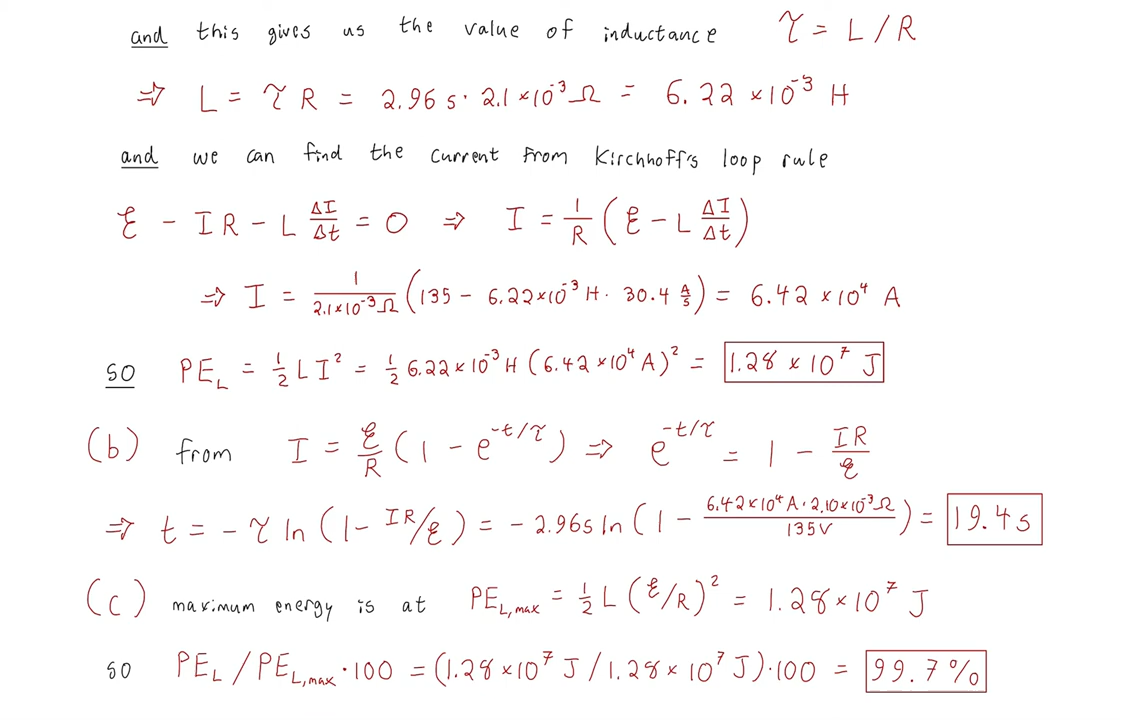 and this gives us the value of inductance τ = L / R
⇒ L = τ R = 2.96 s · 2.1 × 10⁻³ Ω = 6.22 × 10⁻³ H
and we can find the current from Kirchhoff's loop rule
ℰ - I R - L ΔI/Δt = 0 ⇒ I = 1/R (ℰ - L ΔI/Δt)
⇒ I = 1/(2.1 × 10⁻³ Ω) (135 - 6.22 × 10⁻³ H · 30.4 A/s) = 6.42 × 10⁴ A
so PE_L = 1/2 L I² = 1/2 6.22 × 10⁻³ H (6.42 × 10⁴ A)² = 1.28 × 10⁷ J
(b) from I = ℰ/R (1 - e^(-t/τ)) ⇒ e^(-t/τ) = 1 - IR/ℰ
⇒ t = - τ ln (1 - IR/ℰ) = - 2.96 s ln (1 - (6.42 × 10⁴ A · 2.10 × 10⁻³ Ω)/135 V) = 19.4 s
(c) maximum energy is at PE_L,max = 1/2 L (ℰ/R)² = 1.28 × 10⁷ J
so PE_L / PE_L,max · 100 = (1.28 × 10⁷ J / 1.28 × 10⁷ J) · 100 = 99.7 %